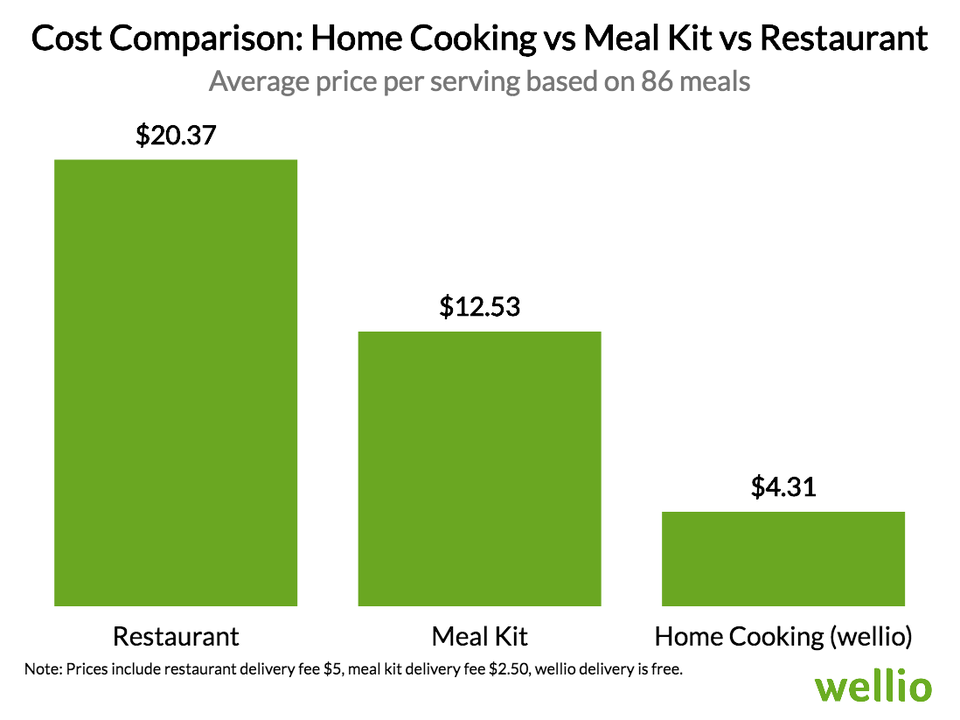 Cost Comparison: Home Cooking vs Meal Kit vs Restaurant
Average price per serving based on 86 meals
$20.37
$12.53
$4.31
Restaurant
Meal Kit
Home Cooking (wellio)
Note: Prices include restaurant delivery fee $5, meal kit delivery fee $2.50, wellio delivery is free.
wellio